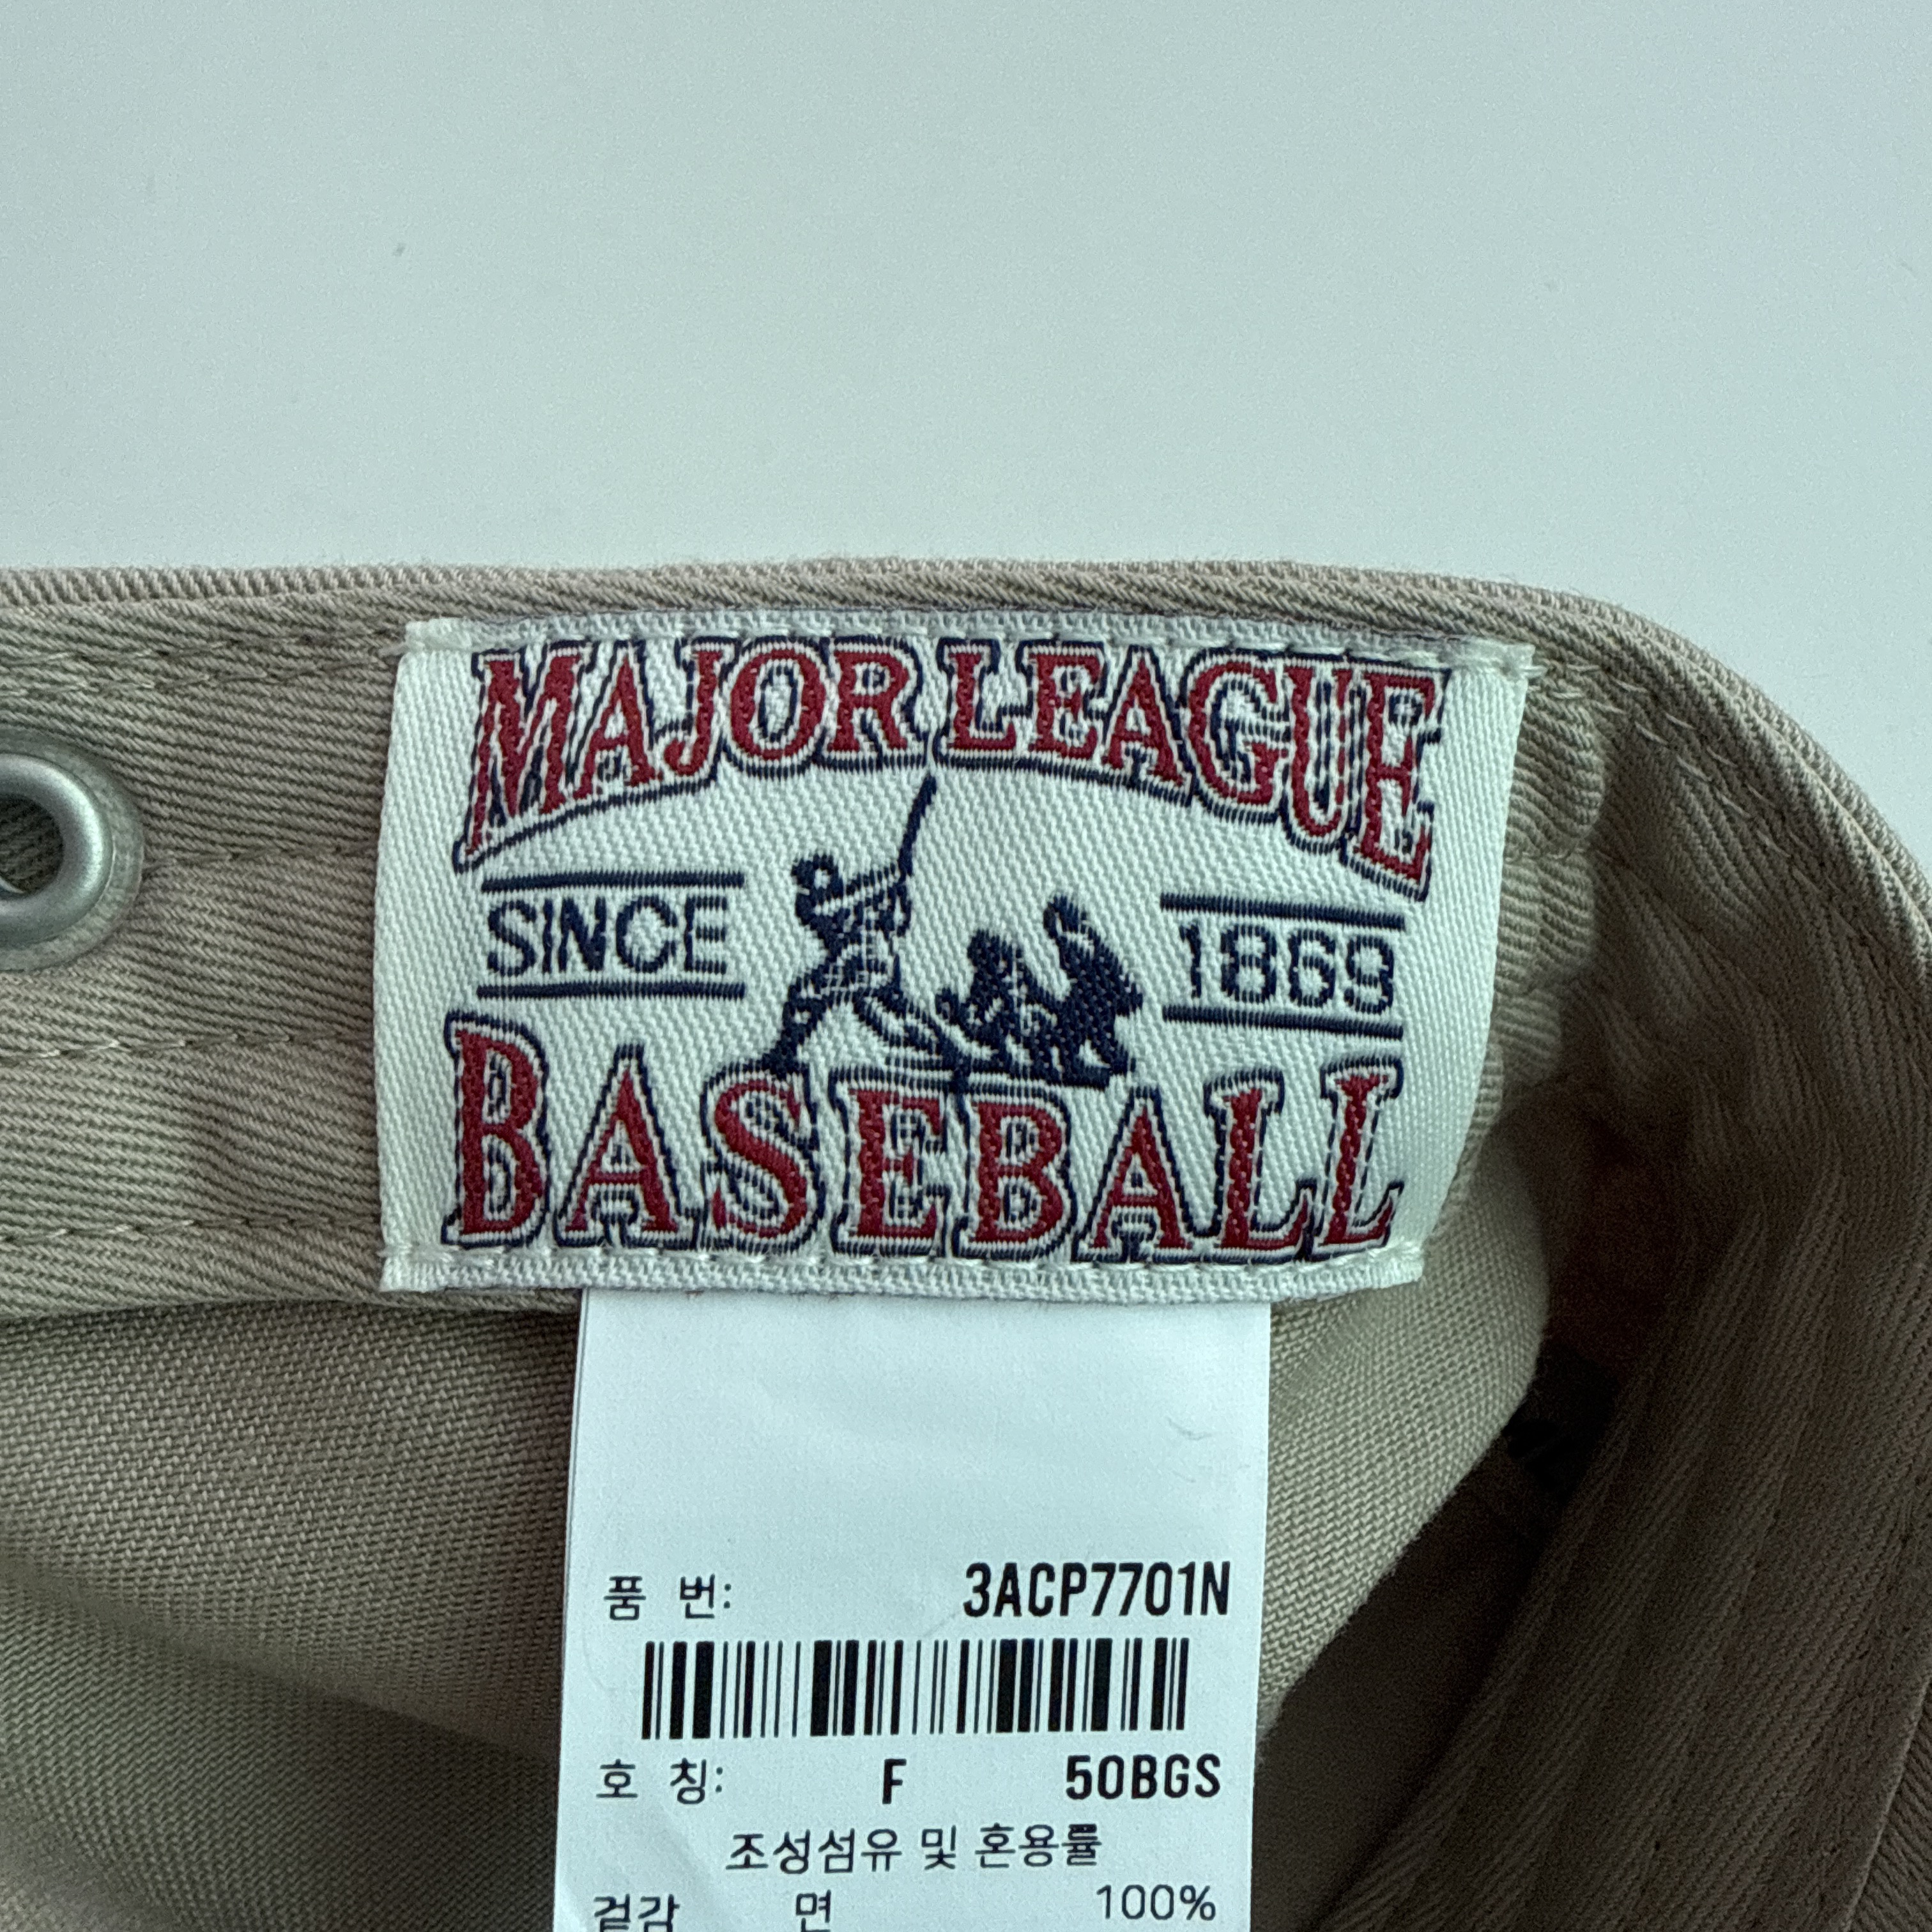 MAJOR LEAGUE
SINCE 1869
BASEBALL
품 번: 3ACP7701N
호 칭: F 50BGS
조성섬유 및 혼용률
겉감 면 100%